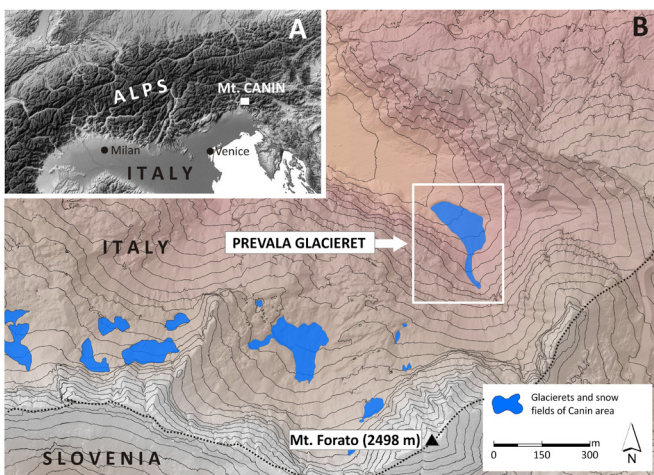 A
B
ALPS
Mt. CANIN
Milan
Venice
ITALY
ITALY
PREVALA GLACIERET
Mt. Forato (2498 m)
SLOVENIA
Glacierets and snow
fields of Canin area
m
0 150 300
N